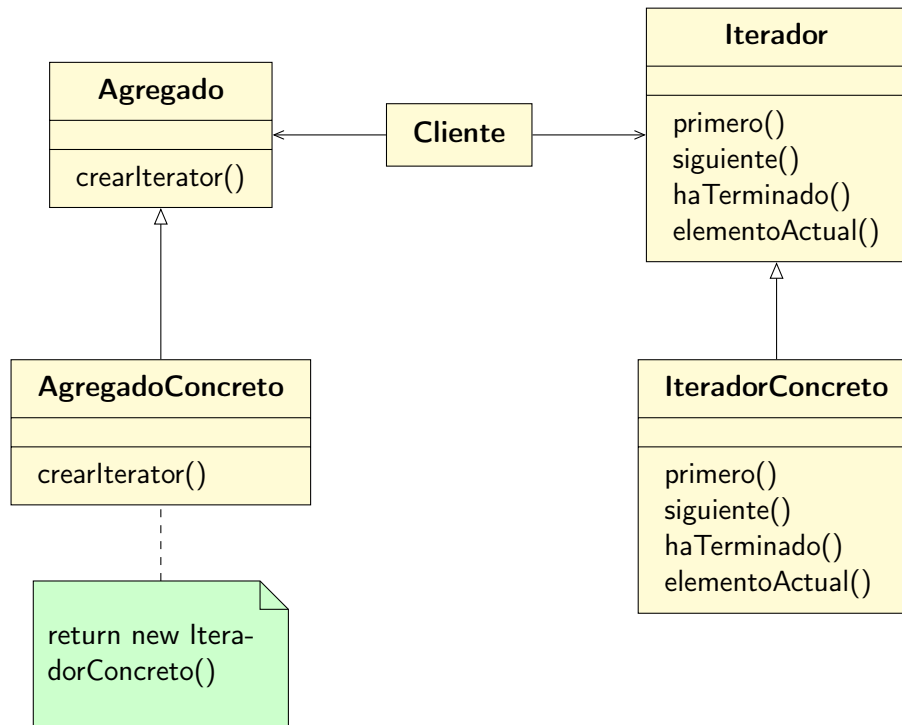 Agregado
crearIterator()
Cliente
Iterador
primero()
siguiente()
haTerminado()
elementoActual()
AgregadoConcreto
crearIterator()
return new Itera-
dorConcreto()
IteradorConcreto
primero()
siguiente()
haTerminado()
elementoActual()